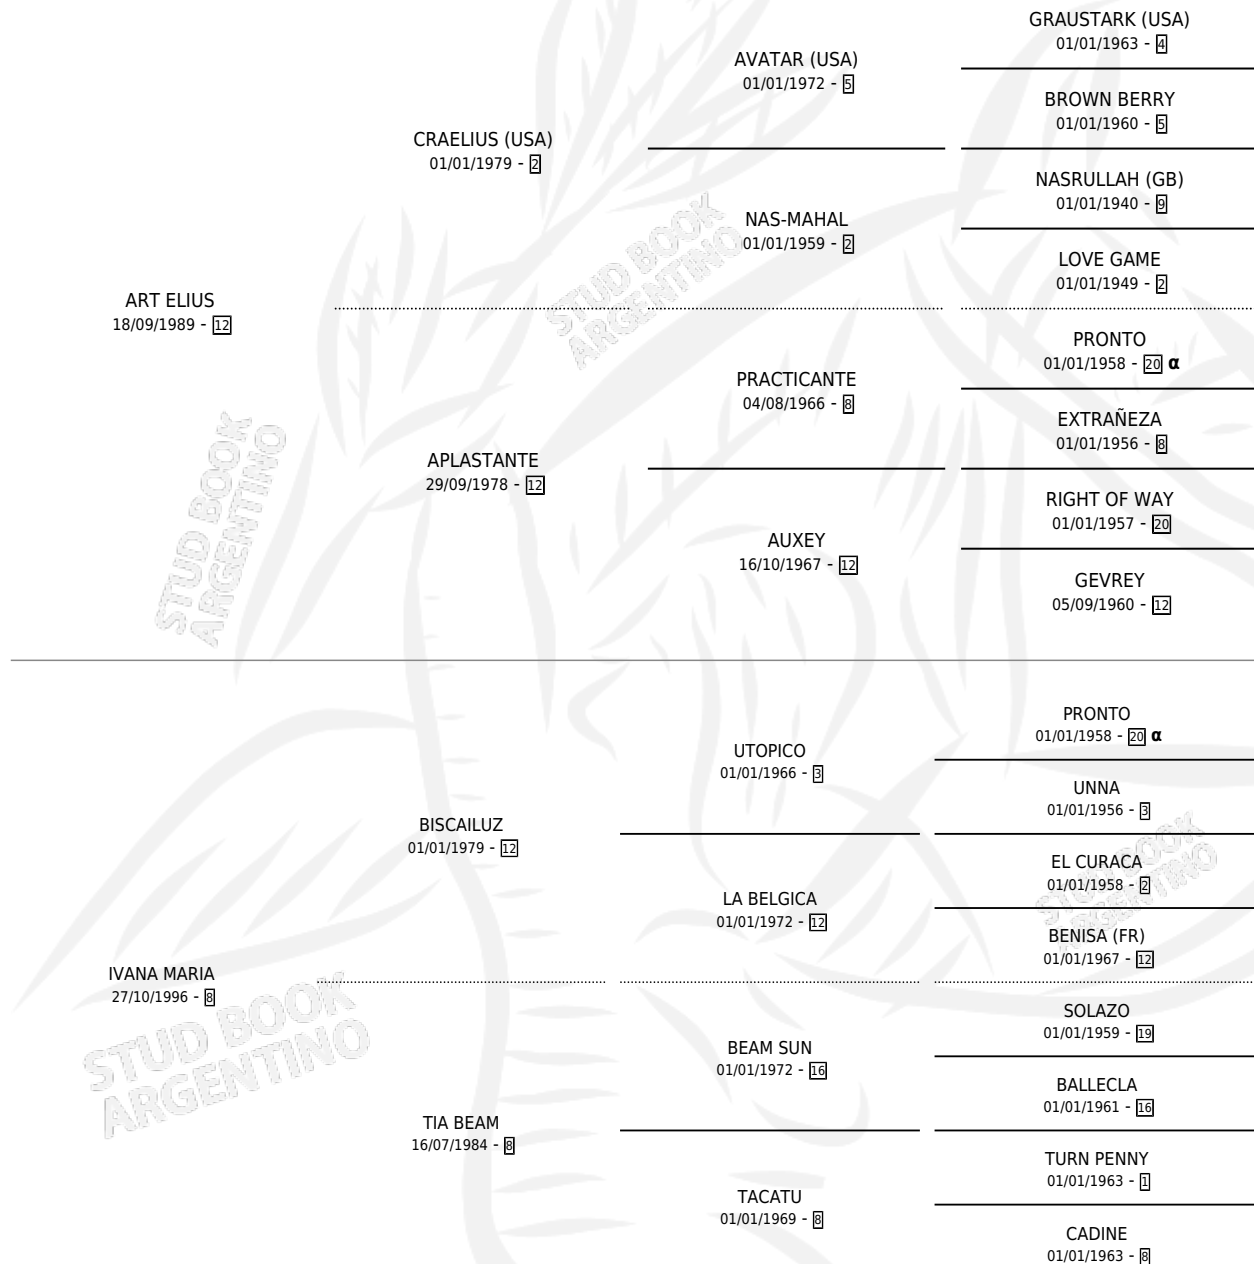 GRAUSTARK (USA)
01/01/1963 - 4
AVATAR (USA)
01/01/1972 - 5
BROWN BERRY
01/01/1960 - 5
CRAELIUS (USA)
01/01/1979 - 2
NASRULLAH (GB)
01/01/1940 - 9
NAS-MAHAL
01/01/1959 - 2
LOVE GAME
01/01/1949 - 2
ART ELIUS
18/09/1989 - 12
PRONTO
01/01/1958 - 20 α
PRACTICANTE
04/08/1966 - 8
EXTRAÑEZA
01/01/1956 - 8
APLASTANTE
29/09/1978 - 12
RIGHT OF WAY
01/01/1957 - 20
AUXEY
16/10/1967 - 12
GEVREY
05/09/1960 - 12
PRONTO
01/01/1958 - 20 α
UTOPICO
01/01/1966 - 3
UNNA
01/01/1956 - 3
BISCAILUZ
01/01/1979 - 12
EL CURACA
01/01/1958 - 2
LA BELGICA
01/01/1972 - 12
BENISA (FR)
01/01/1967 - 12
IVANA MARIA
27/10/1996 - 8
SOLAZO
01/01/1959 - 19
BEAM SUN
01/01/1972 - 16
BALLECLA
01/01/1961 - 16
TIA BEAM
16/07/1984 - 8
TURN PENNY
01/01/1963 - 1
TACATU
01/01/1969 - 8
CADINE
01/01/1963 - 8
STUD BOOK
ARGENTINO
STUD BOOK
ARGENTINO
STUD BOOK
ARGENTINO
STUD BOOK
ARGENTINO